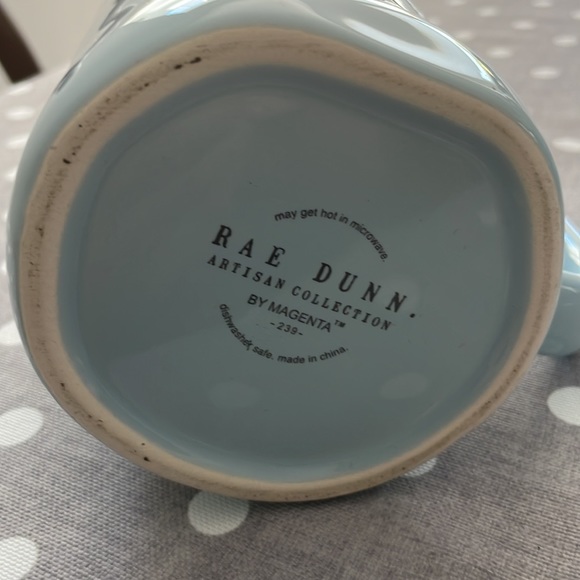 may get hot in microwave.
RAE DUNN.
ARTISAN COLLECTION
BY MAGENTA™
-239-
dishwasher safe. made in china.